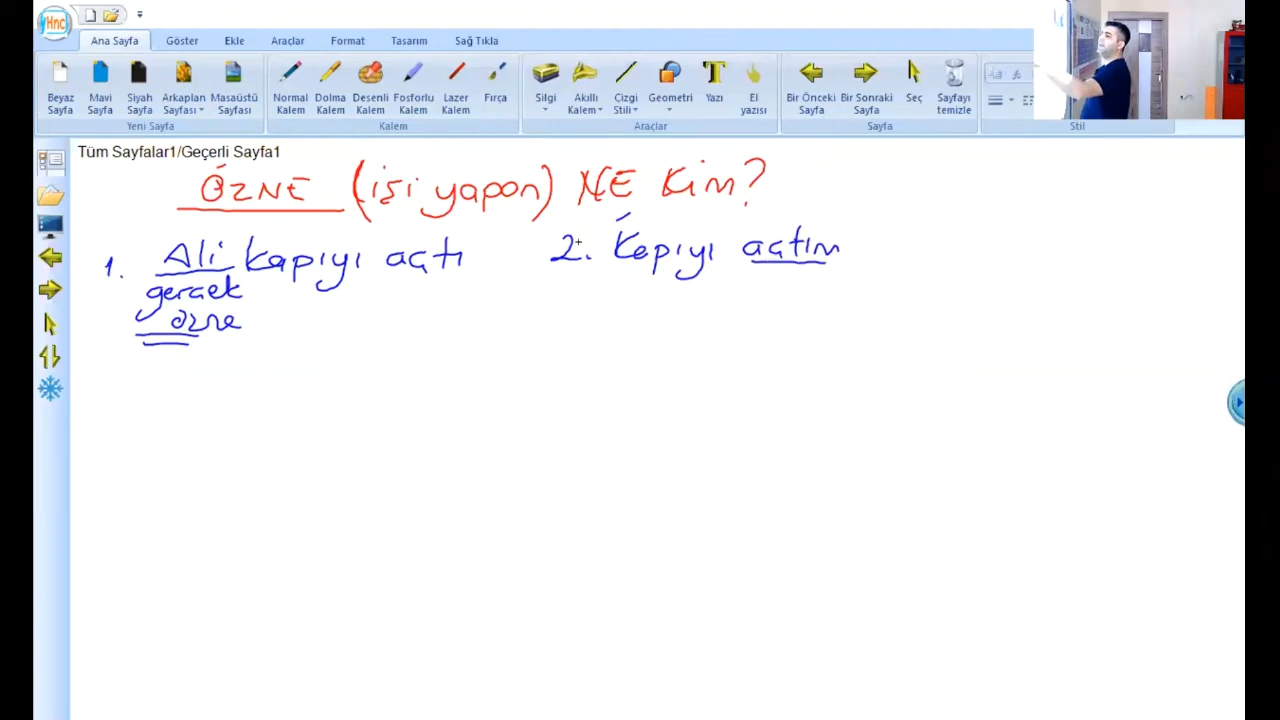 Hnc
Ana Sayfa Göster Ekle Araçlar Format Tasarım Sağ Tıkla
Beyaz Sayfa
Mavi Sayfa
Siyah Sayfa
Arkaplan Sayfası
Masaüstü Sayfası
Yeni Sayfa
Normal Kalem
Dolma Kalem
Desenli Kalem
Fosforlu Kalem
Lazer Kalem
Fırça
Kalem
Silgi
Akıllı Kalem
Çizgi Stili
Geometri
Yazı
El yazısı
Araçlar
Bir Önceki Sayfa
Bir Sonraki Sayfa
Seç
Sayfayı temizle
Sayfa
Stil
Tüm Sayfalar1/Geçerli Sayfa1
ÖZNE (işi yapan) NE Kim?
1. Ali kapıyı açtı
2. Kapıyı açtım
gerçek
özne